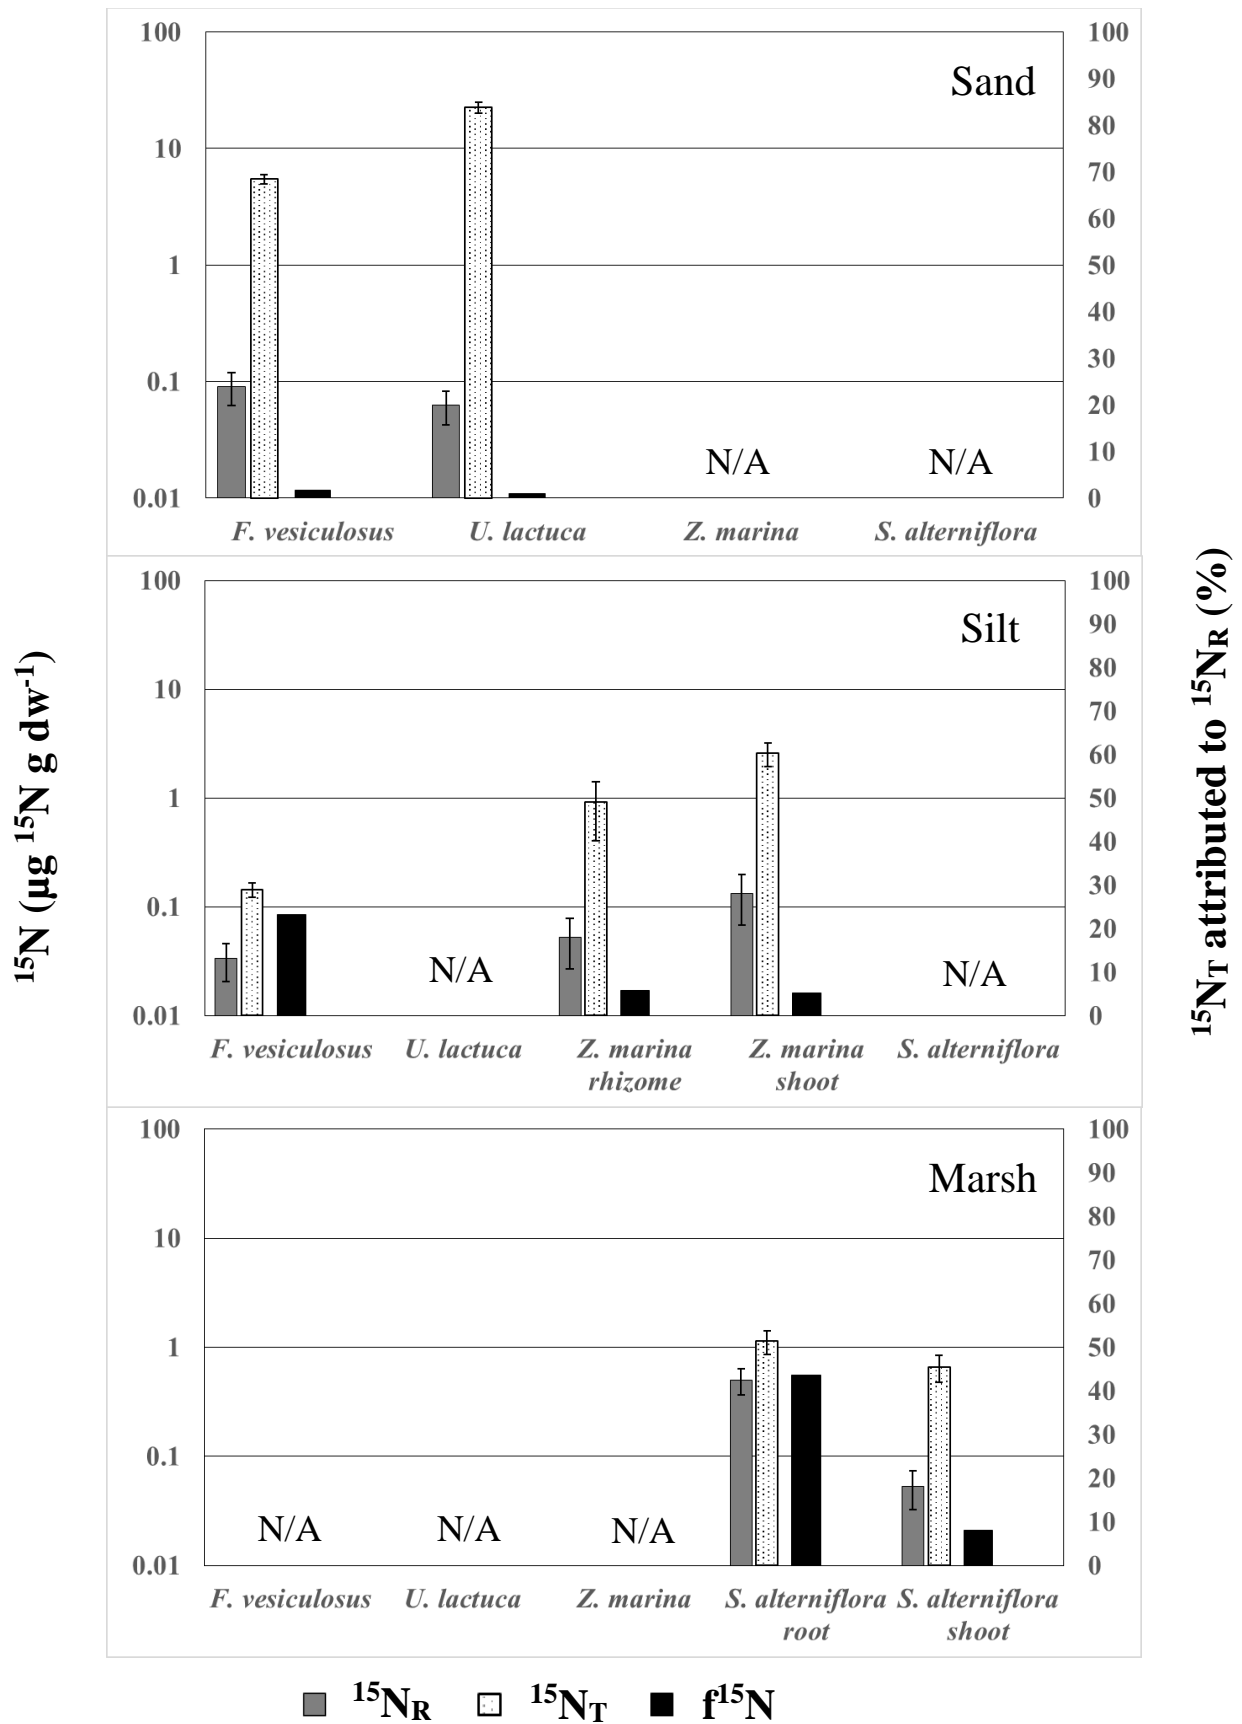 100
10
1
0.1
0.01
100
90
80
70
60
50
40
30
20
10
0
Sand
N/A
N/A
F. vesiculosus U. lactuca Z. marina S. alterniflora
¹⁵N (µg ¹⁵N g dw⁻¹)
¹⁵N_T attributed to ¹⁵N_R (%)
100
10
1
0.1
0.01
100
90
80
70
60
50
40
30
20
10
0
Silt
N/A
N/A
F. vesiculosus U. lactuca Z. marina Z. marina S. alterniflora
rhizome shoot
100
10
1
0.1
0.01
100
90
80
70
60
50
40
30
20
10
0
Marsh
N/A
N/A
N/A
F. vesiculosus U. lactuca Z. marina S. alterniflora S. alterniflora
root shoot
¹⁵N_R ¹⁵N_T f¹⁵N